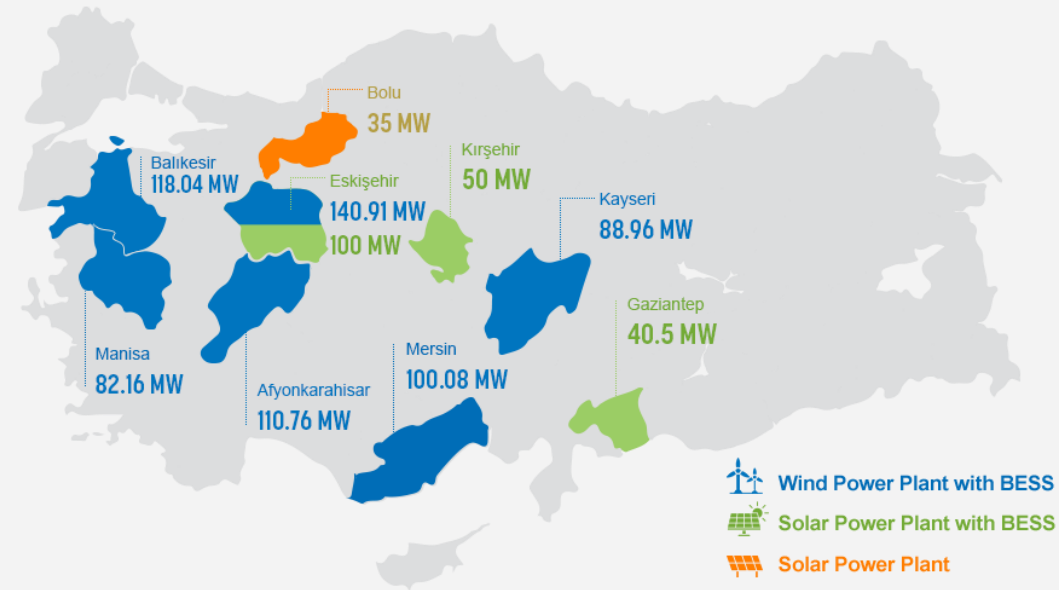 Bolu
35 MW
Balıkesir
118.04 MW
Eskişehir
140.91 MW
100 MW
Kırşehir
50 MW
Kayseri
88.96 MW
Gaziantep
40.5 MW
Manisa
82.16 MW
Afyonkarahisar
110.76 MW
Mersin
100.08 MW
Wind Power Plant with BESS
Solar Power Plant with BESS
Solar Power Plant